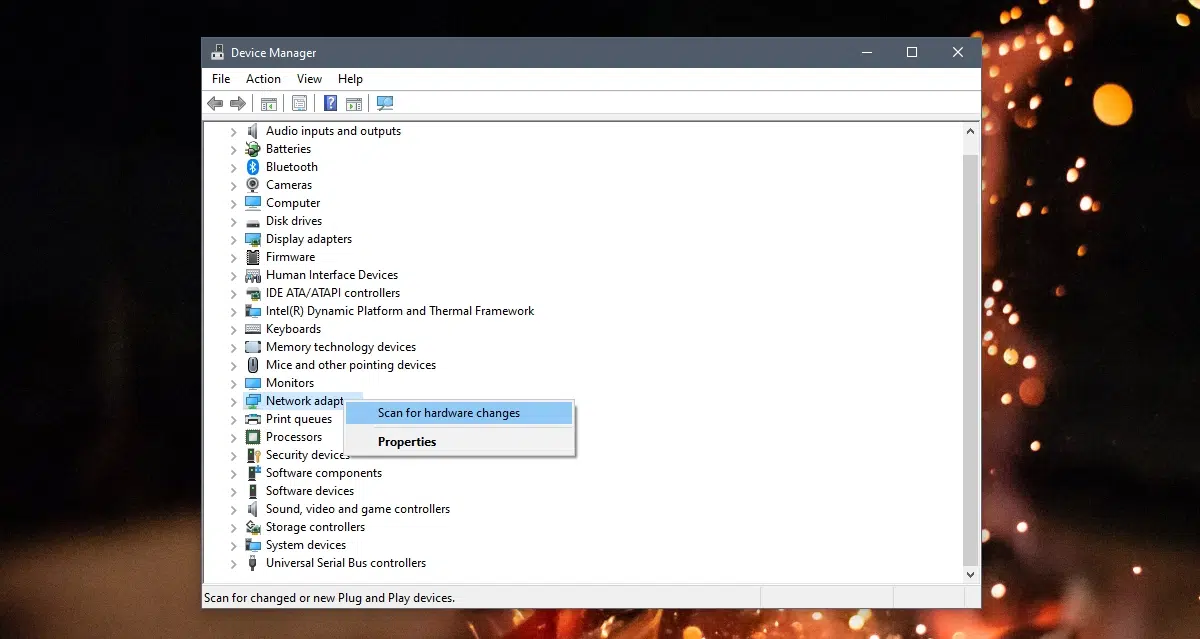 Device Manager
File Action View Help
Audio inputs and outputs
Batteries
Bluetooth
Cameras
Computer
Disk drives
Display adapters
Firmware
Human Interface Devices
IDE ATA/ATAPI controllers
Intel(R) Dynamic Platform and Thermal Framework
Keyboards
Memory technology devices
Mice and other pointing devices
Monitors
Network adapt
Scan for hardware changes
Print queues
Processors
Properties
Security devices
Software components
Software devices
Sound, video and game controllers
Storage controllers
System devices
Universal Serial Bus controllers
Scan for changed or new Plug and Play devices.